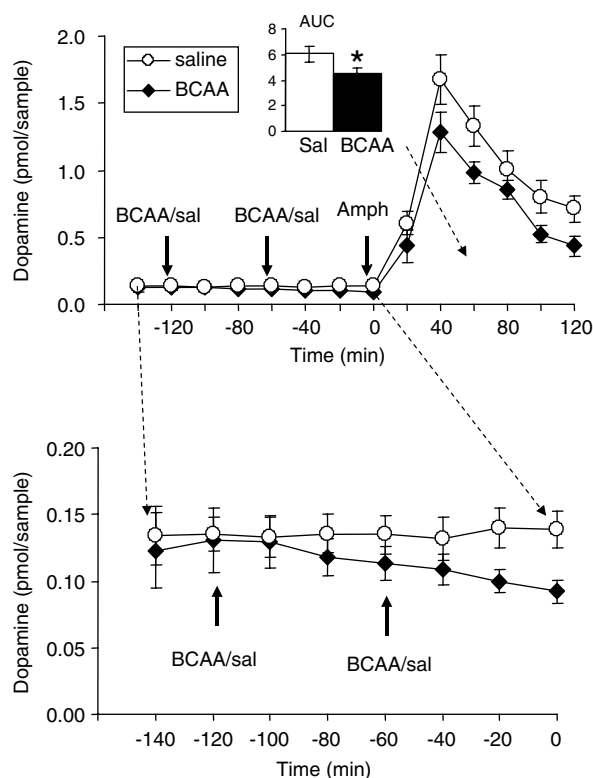 AUC
8
6
4
2
0
*
Sal BCAA
saline
BCAA
Dopamine (pmol/sample)
2.0
1.5
1.0
0.5
0.0
BCAA/sal BCAA/sal Amph
-120 -80 -40 0 40 80 120
Time (min)
Dopamine (pmol/sample)
0.20
0.15
0.10
0.05
0.00
BCAA/sal BCAA/sal
-140 -120 -100 -80 -60 -40 -20 0
Time (min)